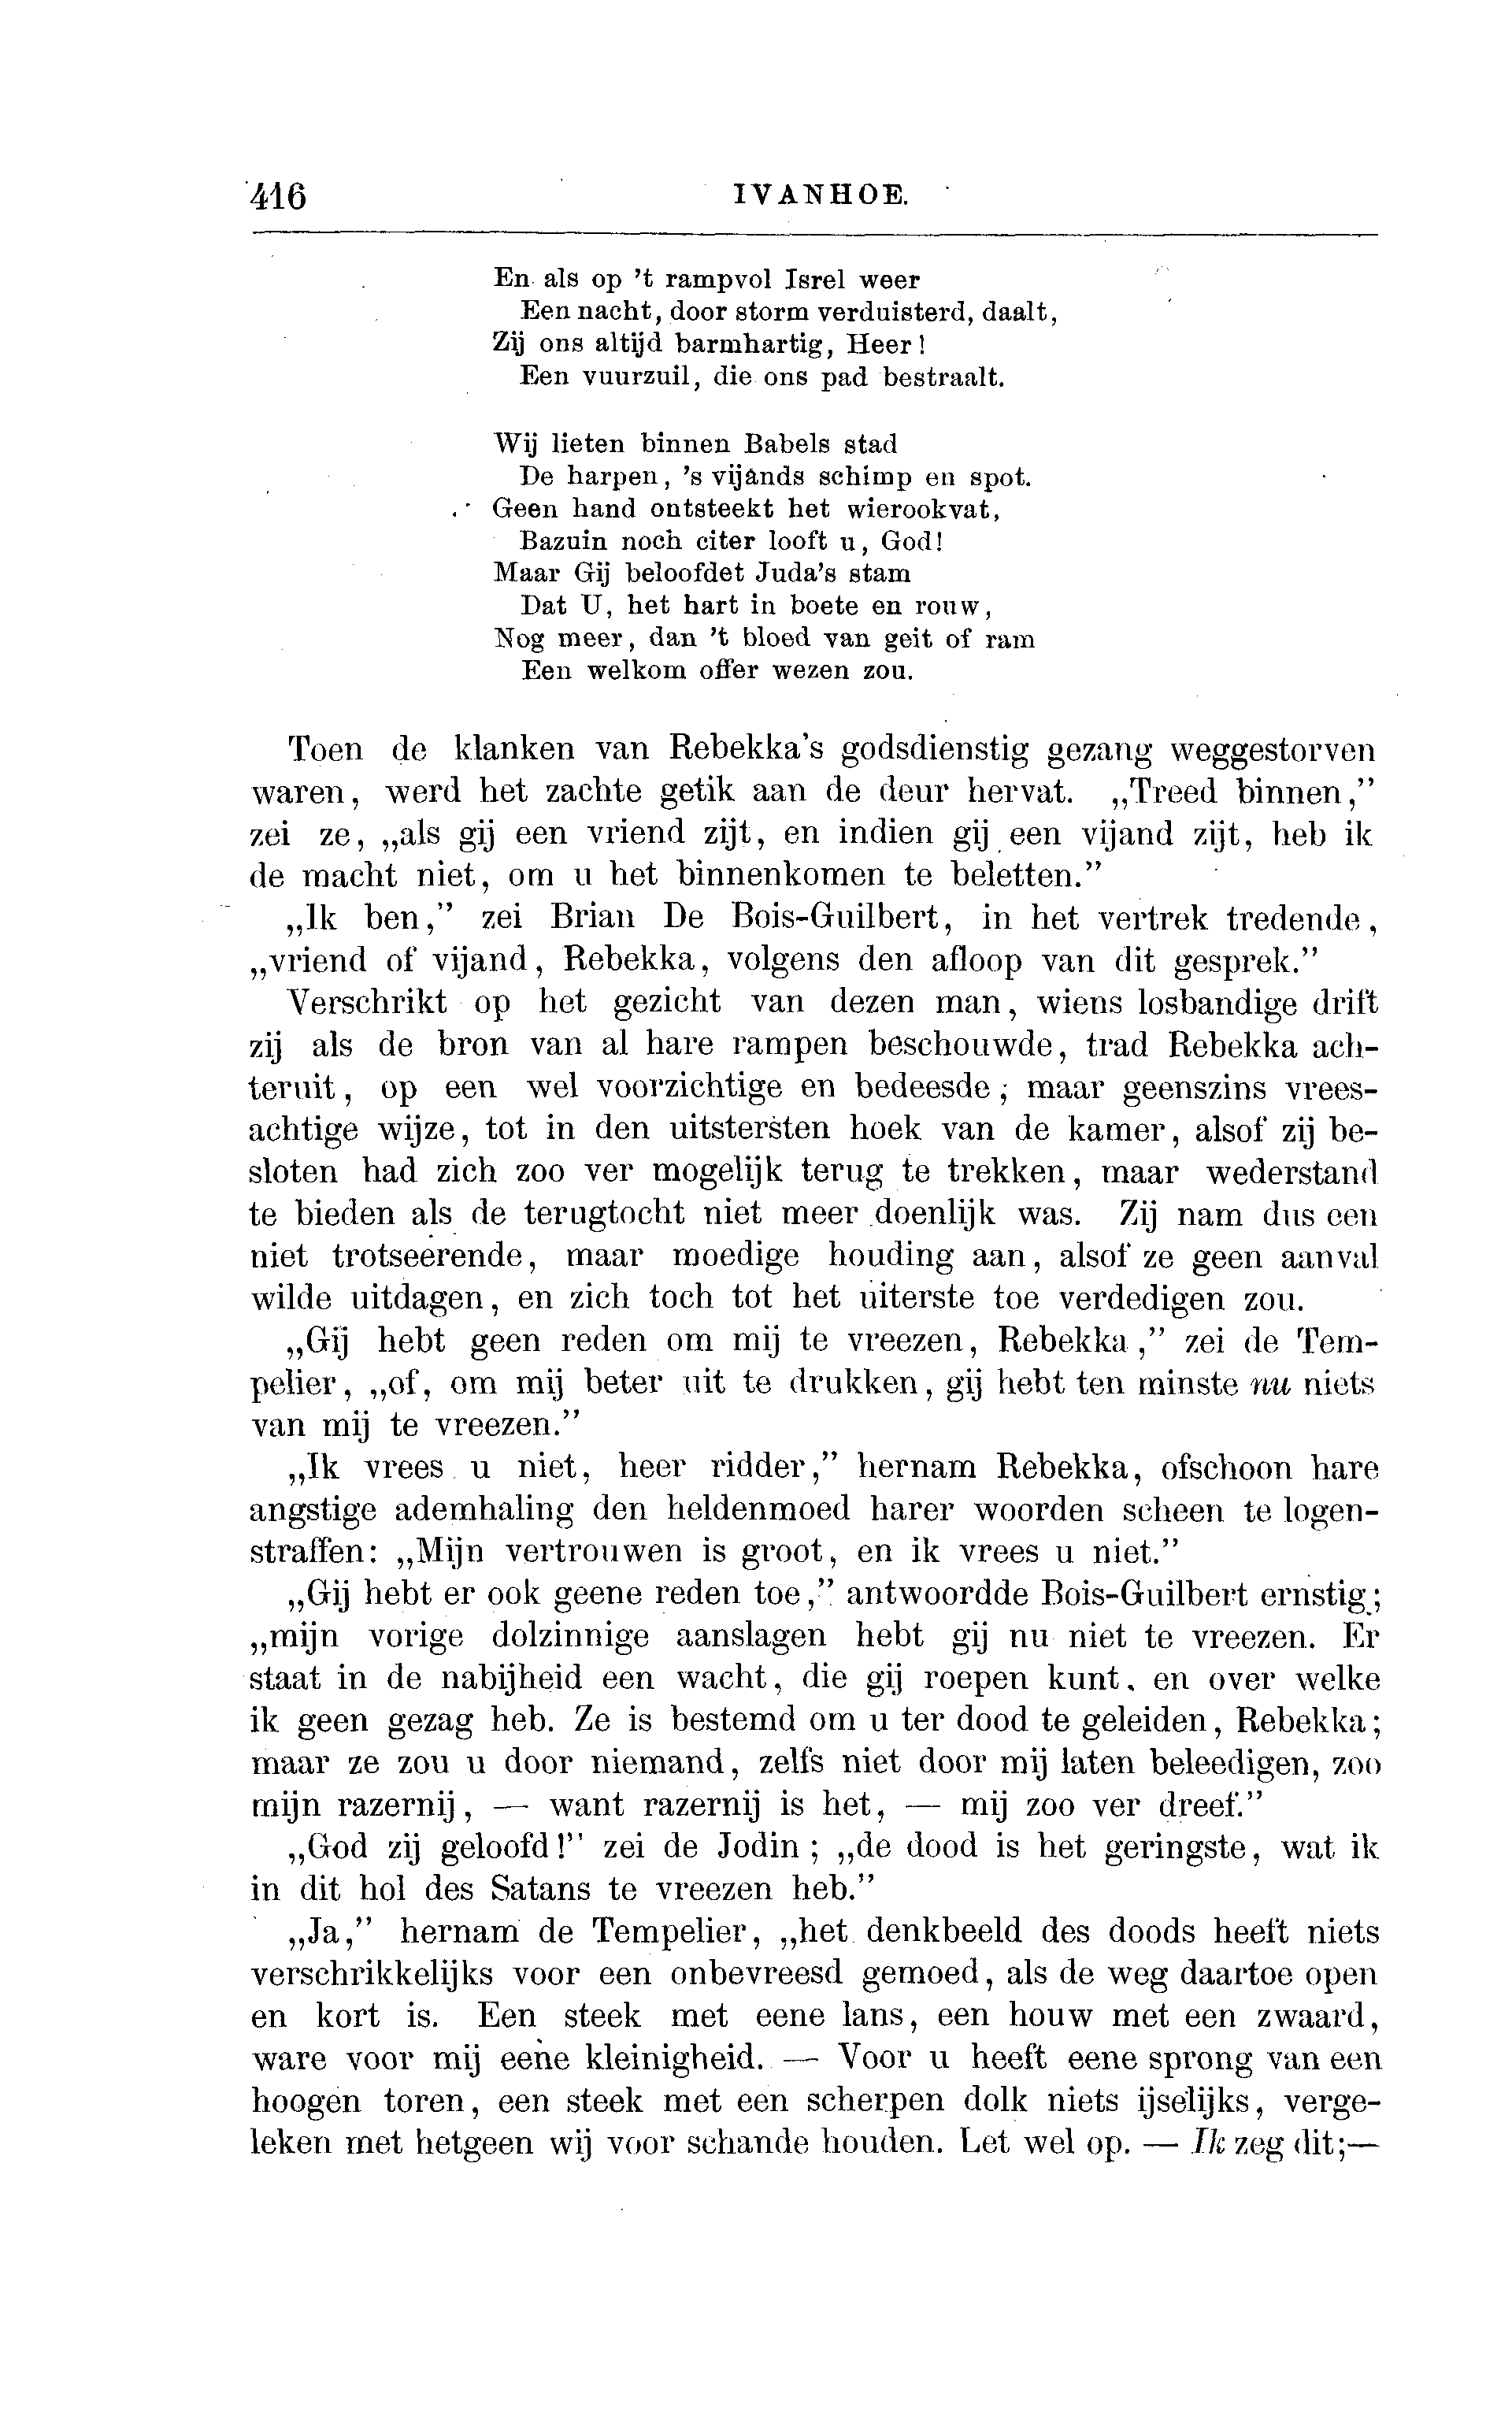 416 IVANHOE.
En als op 't rampvol Isrel weer
Een nacht, door storm verduisterd, daalt,
Zij ons altijd barmhartig, Heer!
Een vuurzuil, die ons pad bestraalt.
Wij lieten binnen Babels stad
De harpen, 's vijands schimp en spot.
Geen hand ontsteekt het wierookvat,
Bazuin noch citer looft u, God!
Maar Gij beloofdet Juda's stam
Dat U, het hart in boete en rouw,
Nog meer, dan 't bloed van geit of ram
Een welkom offer wezen zou.
Toen de klanken van Rebekka's godsdienstig gezang weggestorven
waren, werd het zachte getik aan de deur hervat. „Treed binnen,”
zei ze, „als gij een vriend zijt, en indien gij een vijand zijt, heb ik
de macht niet, om u het binnenkomen te beletten.”
„Ik ben,” zei Brian De Bois-Guilbert, in het vertrek tredende,
„vriend of vijand, Rebekka, volgens den afloop van dit gesprek.”
Verschrikt op het gezicht van dezen man, wiens losbandige drift
zij als de bron van al hare rampen beschouwde, trad Rebekka ach-
teruit, op een wel voorzichtige en bedeesde; maar geenszins vrees-
achtige wijze, tot in den uitstersten hoek van de kamer, alsof zij be-
sloten had zich zoo ver mogelijk terug te trekken, maar wederstand
te bieden als de terugtocht niet meer doenlijk was. Zij nam dus een
niet trotseerende, maar moedige houding aan, alsof ze geen aanval
wilde uitdagen, en zich toch tot het uiterste toe verdedigen zou.
„Gij hebt geen reden om mij te vreezen, Rebekka,” zei de Tem-
pelier, „of, om mij beter uit te drukken, gij hebt ten minste nu niets
van mij te vreezen.”
„Ik vrees u niet, heer ridder,” hernam Rebekka, ofschoon hare
angstige ademhaling den heldenmoed harer woorden scheen te logen-
straffen: „Mijn vertrouwen is groot, en ik vrees u niet.”
„Gij hebt er ook geene reden toe,” antwoordde Bois-Guilbert ernstig;
„mijn vorige dolzinnige aanslagen hebt gij nu niet te vreezen. Er
staat in de nabijheid een wacht, die gij roepen kunt, en over welke
ik geen gezag heb. Ze is bestemd om u ter dood te geleiden, Rebekka;
maar ze zou u door niemand, zelfs niet door mij laten beleedigen, zoo
mijn razernij, — want razernij is het, — mij zoo ver dreef.”
„God zij geloofd!” zei de Jodin; „de dood is het geringste, wat ik
in dit hol des Satans te vreezen heb.”
„Ja,” hernam de Tempelier, „het denkbeeld des doods heeft niets
verschrikkelijks voor een onbevreesd gemoed, als de weg daartoe open
en kort is. Een steek met eene lans, een houw met een zwaard,
ware voor mij eene kleinigheid. — Voor u heeft eene sprong van een
hoogen toren, een steek met een scherpen dolk niets ijselijks, verge-
leken met hetgeen wij voor schande houden. Let wel op. — Ik zeg dit;—